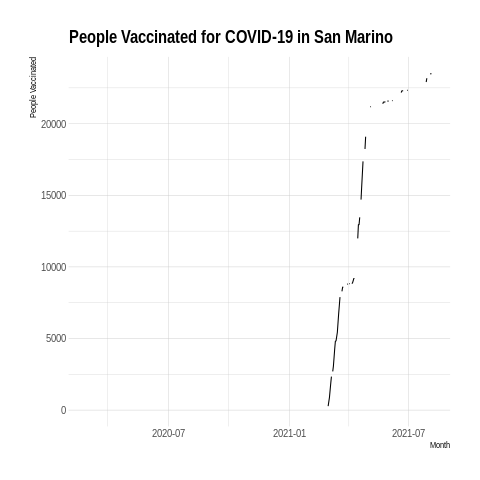 People Vaccinated for COVID-19 in San Marino
People Vaccinated
20000
15000
10000
5000
0
2020-07
2021-01
2021-07
Month